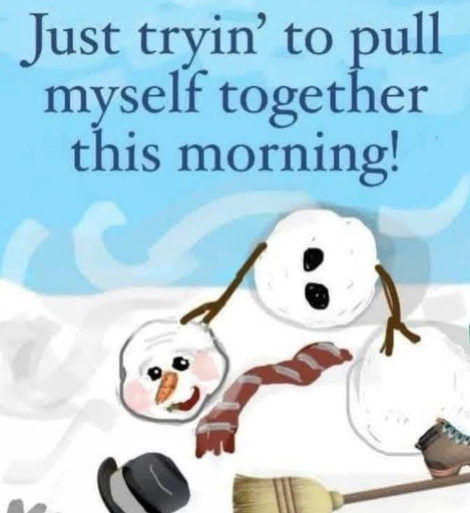 Just tryin’ to pull
myself together
this morning!